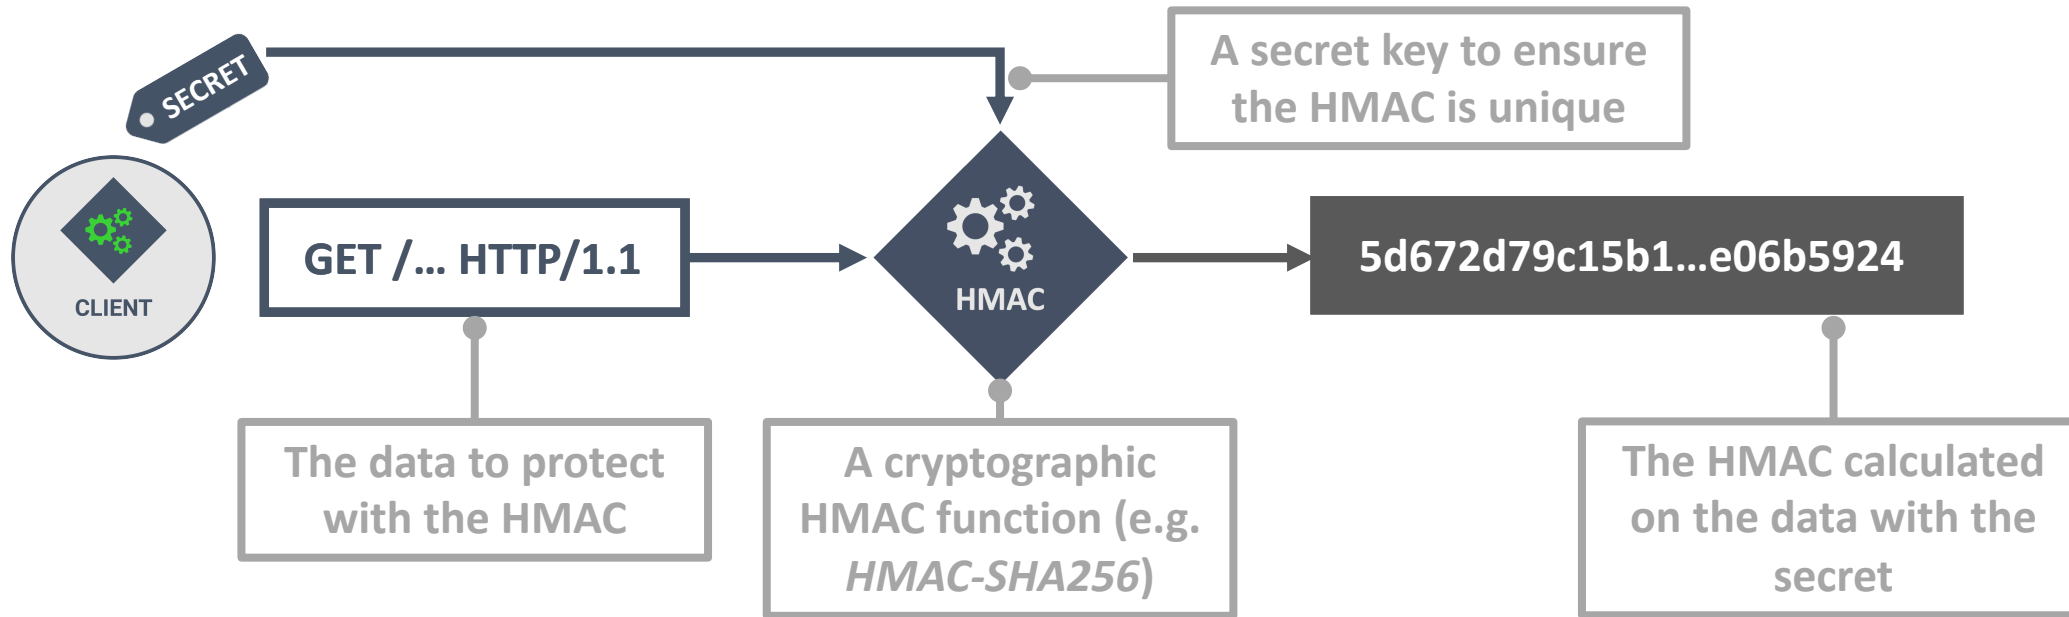 SECRET
A secret key to ensure
the HMAC is unique
CLIENT
GET /... HTTP/1.1
HMAC
5d672d79c15b1...e06b5924
The data to protect
with the HMAC
A cryptographic
HMAC function (e.g.
HMAC-SHA256)
The HMAC calculated
on the data with the
secret